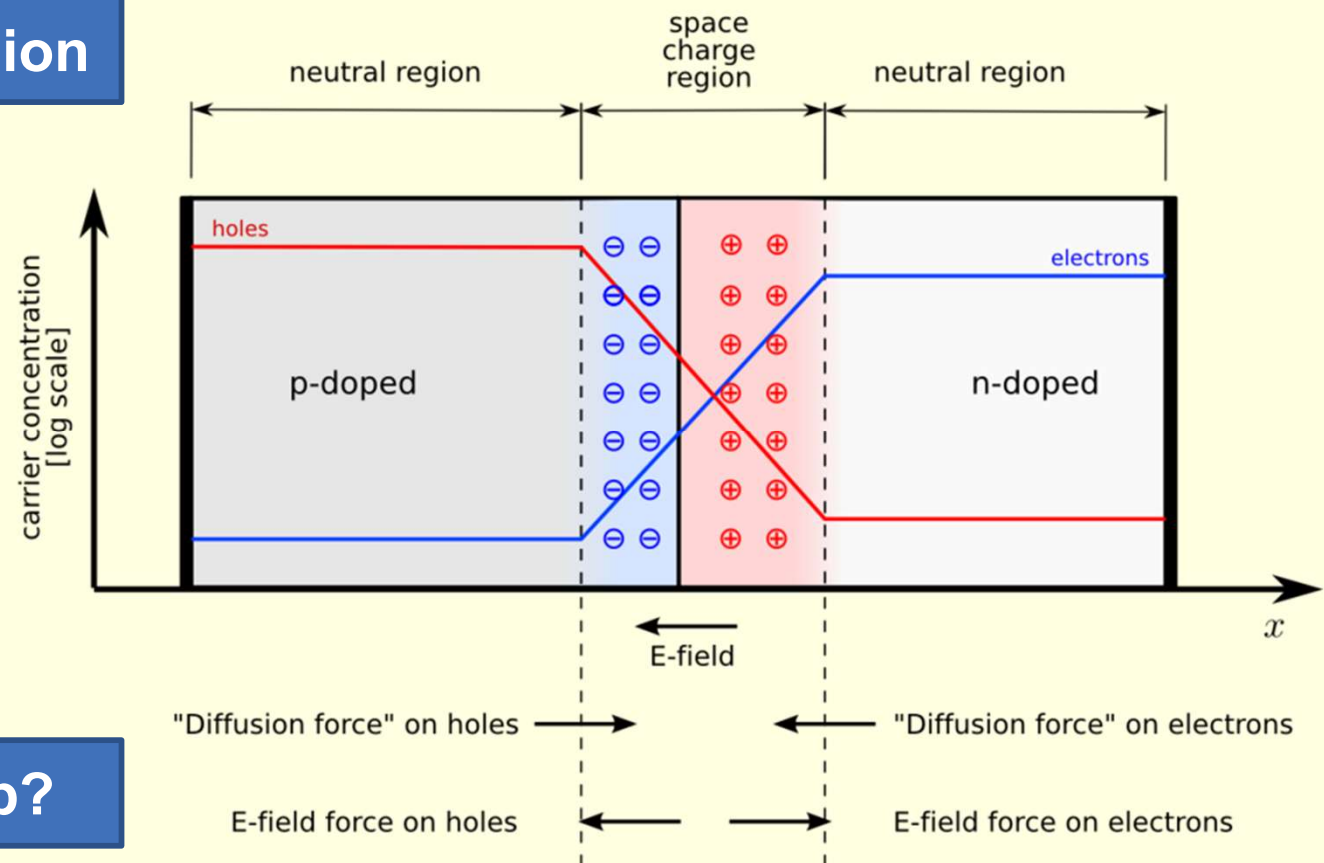 ion
space
charge
region
neutral region
neutral region
holes
electrons
carrier concentration
[log scale]
p-doped
n-doped
x
E-field
"Diffusion force" on holes
"Diffusion force" on electrons
p?
E-field force on holes
E-field force on electrons